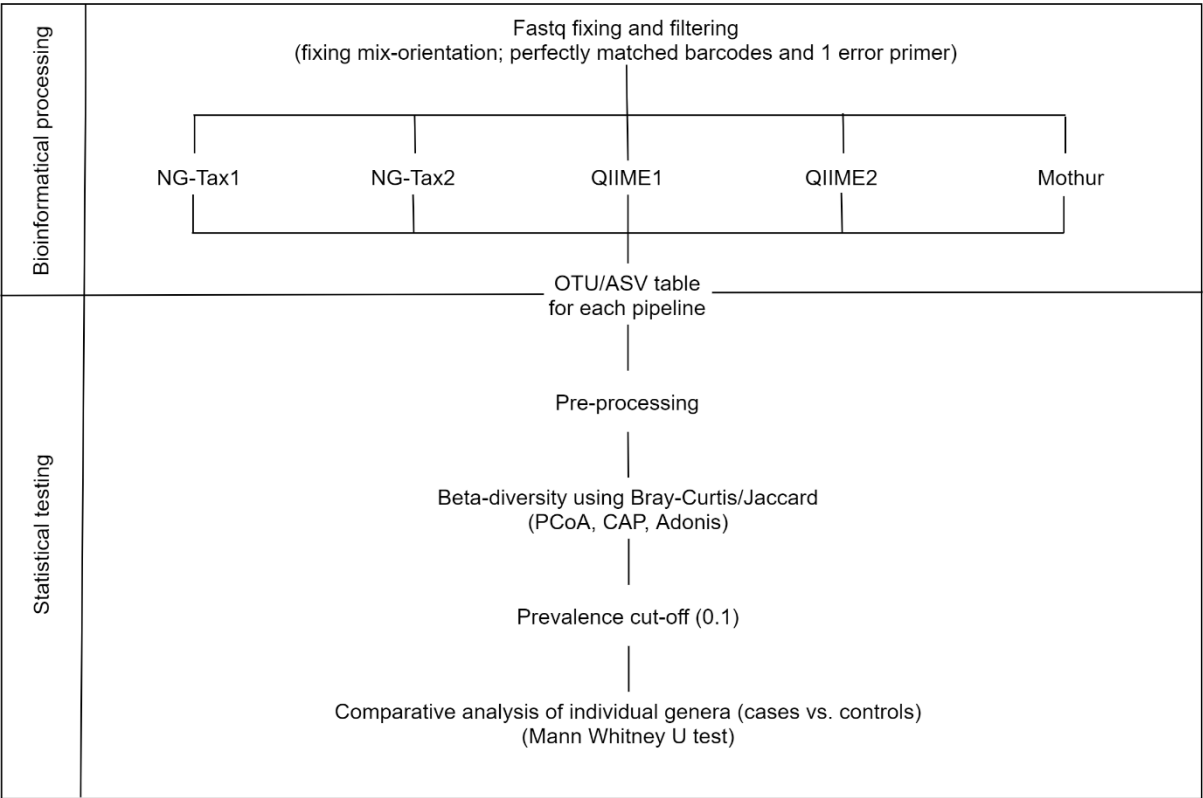 Bioinformatical processing
Fastq fixing and filtering
(fixing mix-orientation; perfectly matched barcodes and 1 error primer)
NG-Tax1
NG-Tax2
QIIME1
QIIME2
Mothur
OTU/ASV table
for each pipeline
Statistical testing
Pre-processing
Beta-diversity using Bray-Curtis/Jaccard
(PCoA, CAP, Adonis)
Prevalence cut-off (0.1)
Comparative analysis of individual genera (cases vs. controls)
(Mann Whitney U test)